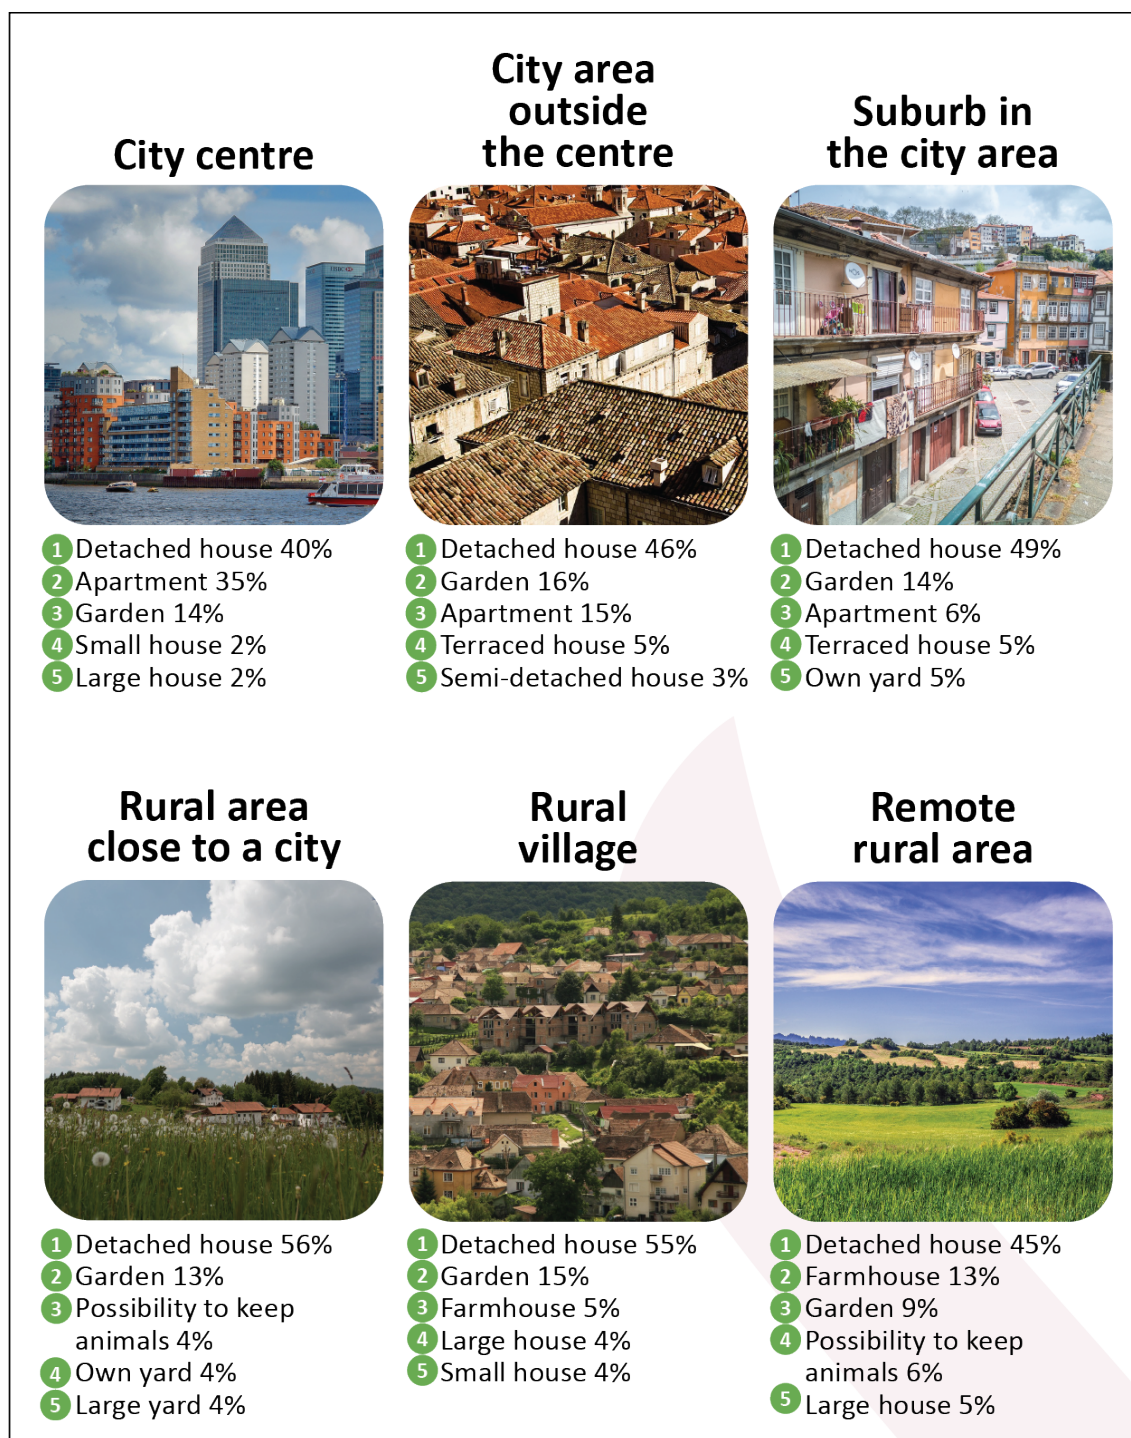 City centre
1 Detached house 40%
2 Apartment 35%
3 Garden 14%
4 Small house 2%
5 Large house 2%
City area
outside
the centre
1 Detached house 46%
2 Garden 16%
3 Apartment 15%
4 Terraced house 5%
5 Semi-detached house 3%
Suburb in
the city area
1 Detached house 49%
2 Garden 14%
3 Apartment 6%
4 Terraced house 5%
5 Own yard 5%
Rural area
close to a city
1 Detached house 56%
2 Garden 13%
3 Possibility to keep
animals 4%
4 Own yard 4%
5 Large yard 4%
Rural
village
1 Detached house 55%
2 Garden 15%
3 Farmhouse 5%
4 Large house 4%
5 Small house 4%
Remote
rural area
1 Detached house 45%
2 Farmhouse 13%
3 Garden 9%
4 Possibility to keep
animals 6%
5 Large house 5%